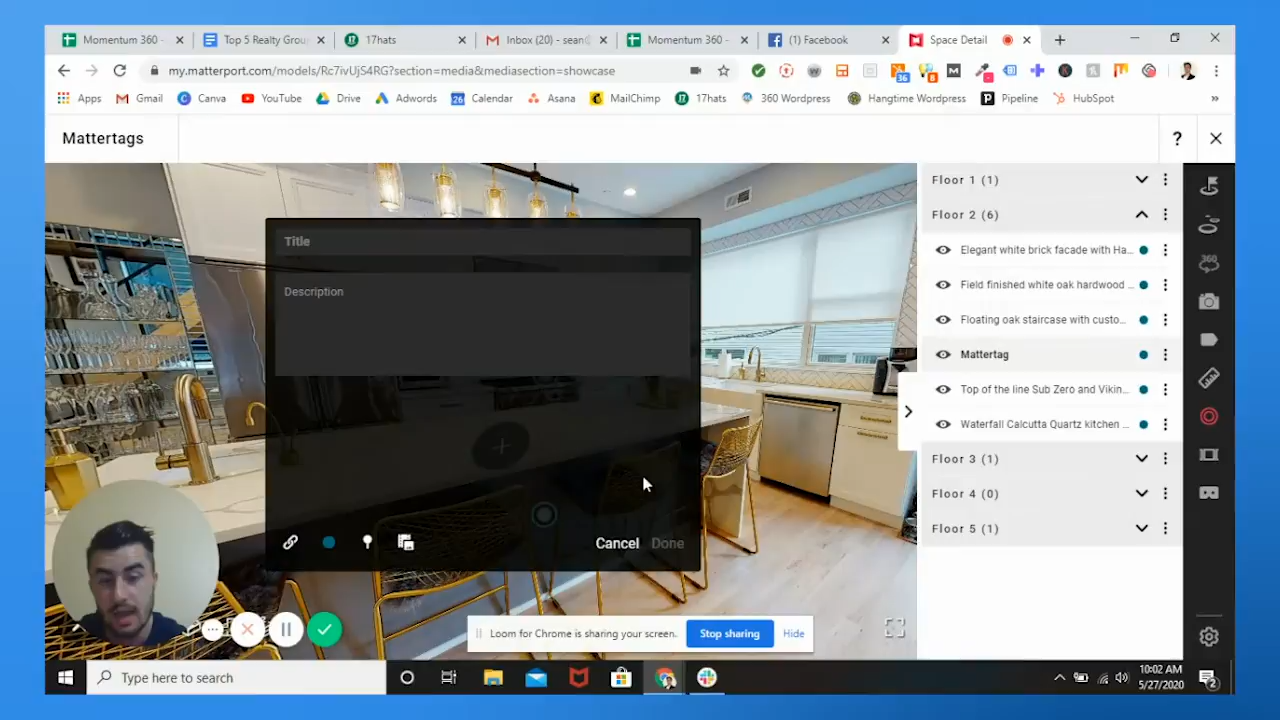 Momentum 360 -
Top 5 Realty Grou
17hats
Inbox (20) - sean@
Momentum 360 -
(1) Facebook
Space Detail
my.matterport.com/models/Rc7ivUjS4RG?section=media&mediasection=showcase
36
8
Apps
Gmail
Canva
YouTube
Drive
Adwords
26
Calendar
Asana
MailChimp
17hats
360 Wordpress
Hangtime Wordpress
Pipeline
HubSpot
»
Mattertags
?
Title
Description
Cancel
Done
Floor 1 (1)
Floor 2 (6)
Elegant white brick facade with Ha...
Field finished white oak hardwood ...
Floating oak staircase with custo...
Mattertag
Top of the line Sub Zero and Vikin...
Waterfall Calcutta Quartz kitchen ...
Floor 3 (1)
Floor 4 (0)
Floor 5 (1)
360
Loom for Chrome is sharing your screen.
Stop sharing
Hide
Type here to search
10:02 AM
5/27/2020
2